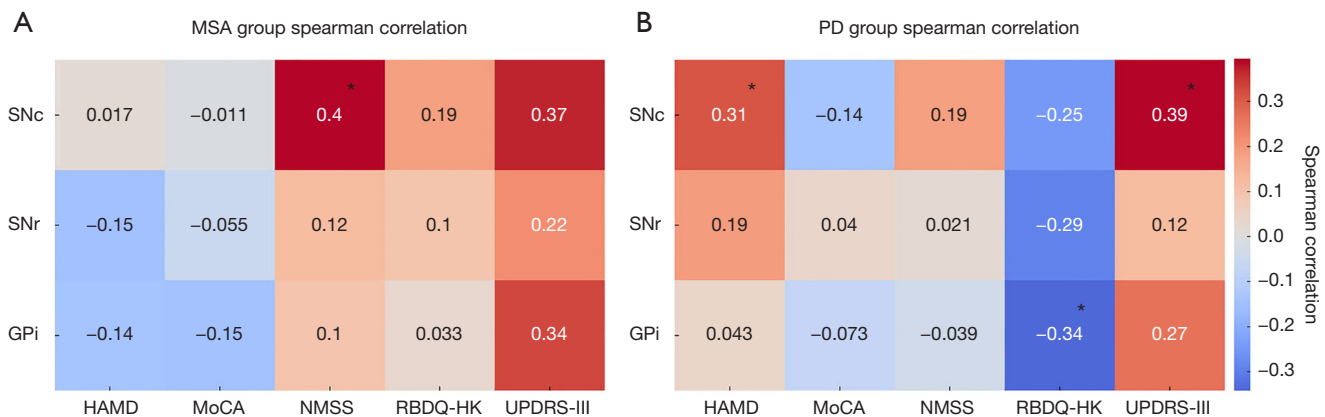 A
MSA group spearman correlation
SNc 0.017 −0.011 0.4 * 0.19 0.37
SNr −0.15 −0.055 0.12 0.1 0.22
GPi −0.14 −0.15 0.1 0.033 0.34
HAMD MoCA NMSS RBDQ-HK UPDRS-III
B
PD group spearman correlation
SNc 0.31 * −0.14 0.19 −0.25 0.39 *
SNr 0.19 0.04 0.021 −0.29 0.12
GPi 0.043 −0.073 −0.039 −0.34 * 0.27
HAMD MoCA NMSS RBDQ-HK UPDRS-III
0.3
0.2
0.1
0.0
−0.1
−0.2
−0.3
Spearman correlation